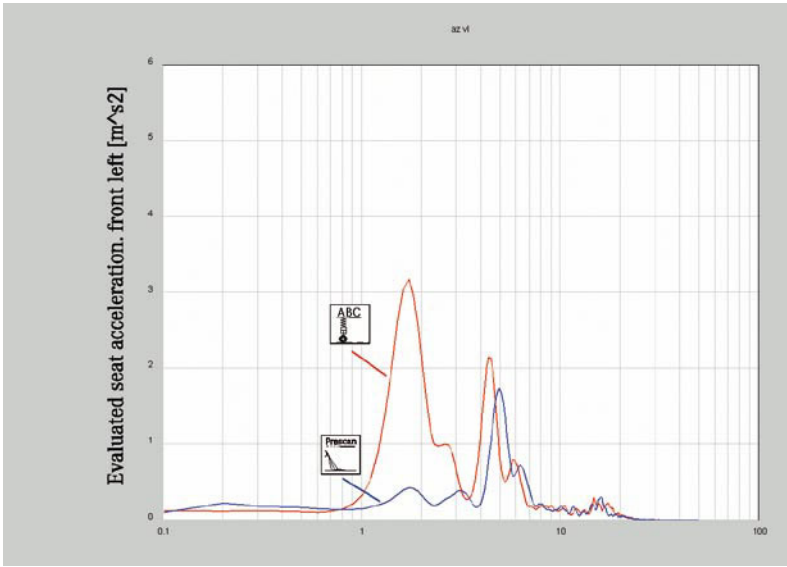 az vl
Evaluated seat acceleration. front left [m^s2]
6
5
4
3
2
1
0
ABC
Prescan
0.1
1
10
100